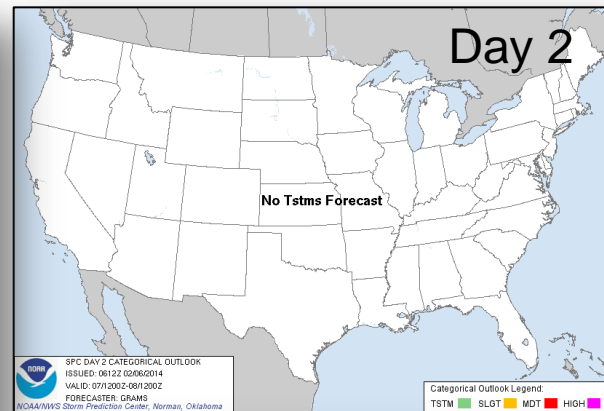 Day 2
No Tstms Forecast
NOAA
SPC DAY 2 CATEGORICAL OUTLOOK
ISSUED: 0612Z 02/06/2014
VALID: 07/1200Z-08/1200Z
FORECASTER: GRAMS
NOAA/NWS Storm Prediction Center, Norman, Oklahoma
Categorical Outlook Legend:
TSTM SLGT MDT HIGH